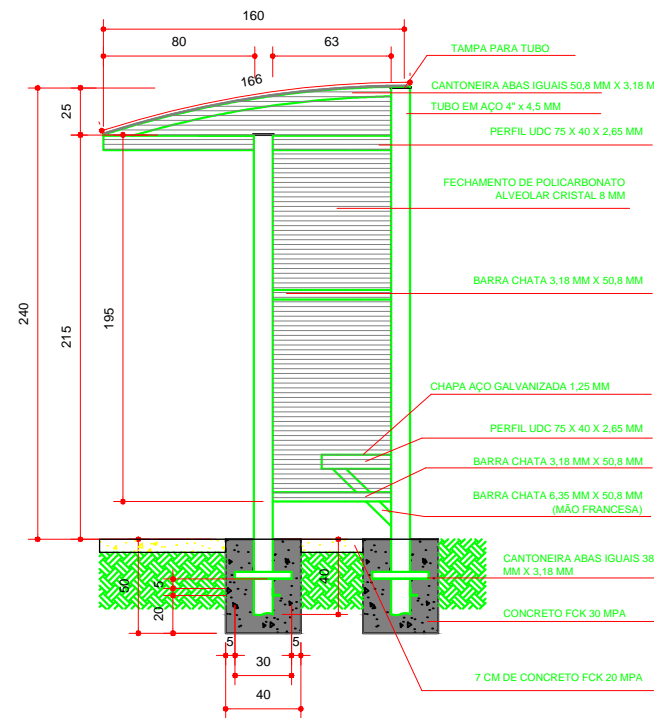 160
80
63
TAMPA PARA TUBO
166
CANTONEIRA ABAS IGUAIS 50,8 MM X 3,18 M
25
TUBO EM AÇO 4" x 4,5 MM
PERFIL UDC 75 X 40 X 2,65 MM
FECHAMENTO DE POLICARBONATO
ALVEOLAR CRISTAL 8 MM
BARRA CHATA 3,18 MM X 50,8 MM
240
215
195
CHAPA AÇO GALVANIZADA 1,25 MM
PERFIL UDC 75 X 40 X 2,65 MM
BARRA CHATA 3,18 MM X 50,8 MM
BARRA CHATA 6,35 MM X 50,8 MM
(MÃO FRANCESA)
CANTONEIRA ABAS IGUAIS 38
MM X 3,18 MM
50
5
20
40
CONCRETO FCK 30 MPA
5
5
30
7 CM DE CONCRETO FCK 20 MPA
40